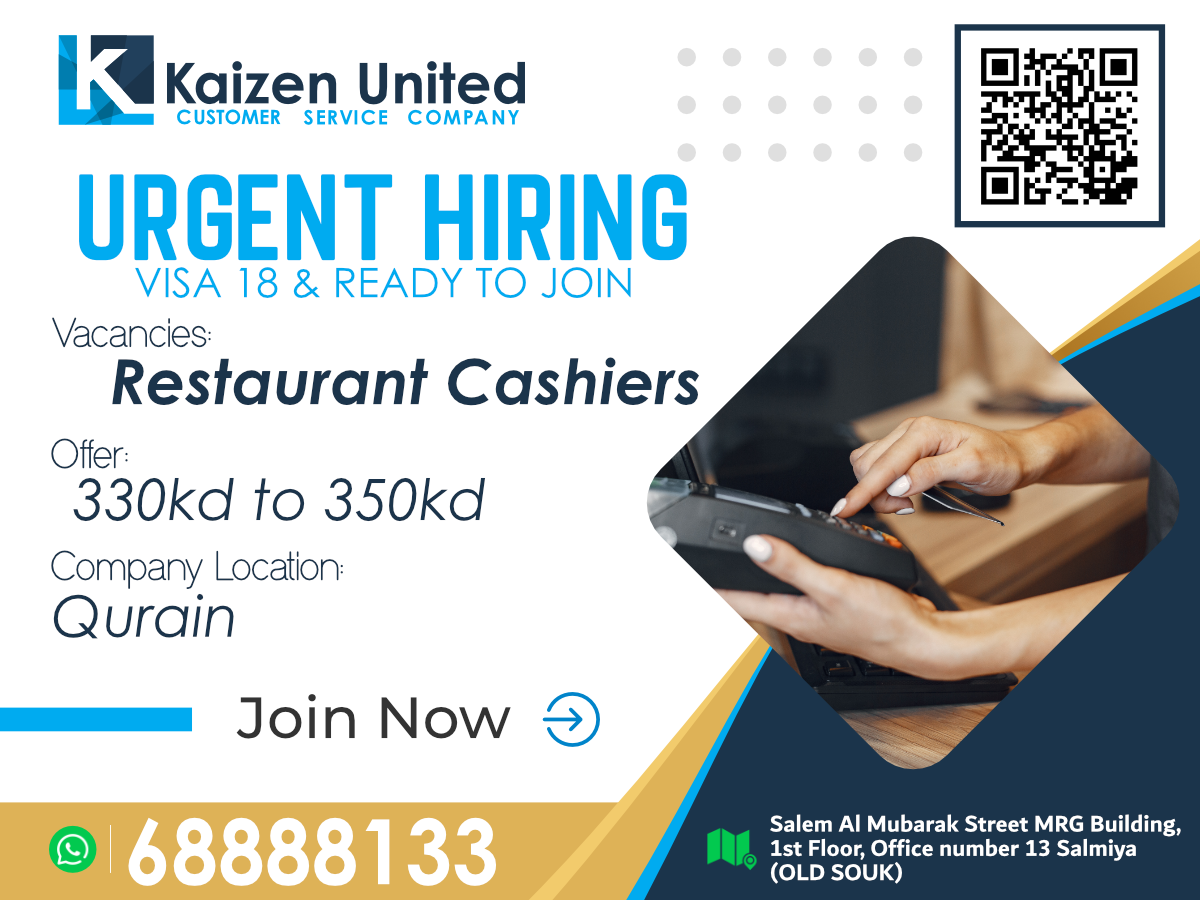 Kaizen United
CUSTOMER SERVICE COMPANY
URGENT HIRING
VISA 18 & READY TO JOIN
Vacancies:
Restaurant Cashiers
Offer:
330kd to 350kd
Company Location:
Qurain
Join Now
68888133
Salem Al Mubarak Street MRG Building,
1st Floor, Office number 13 Salmiya
(OLD SOUK)